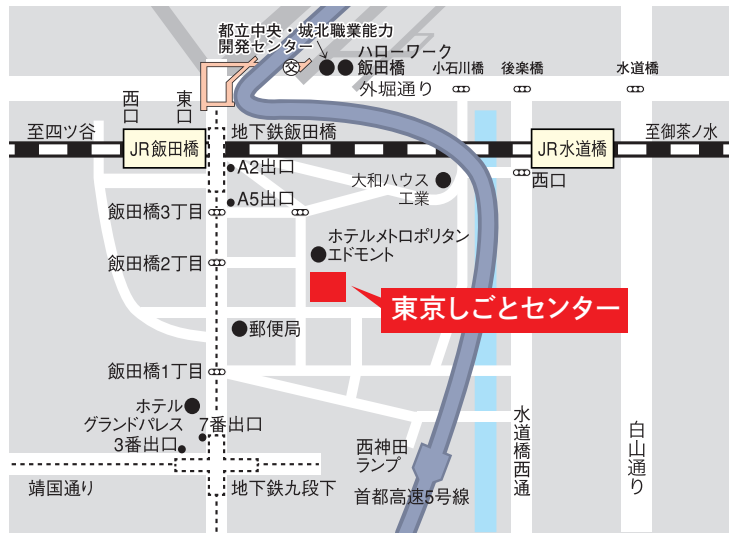 都立中央・城北職業能力
開発センター
交
ハローワーク
飯田橋
小石川橋
後楽橋
水道橋
外堀通り
西口
東口
至四ツ谷
JR飯田橋
地下鉄飯田橋
JR水道橋
至御茶ノ水
A2出口
A5出口
大和ハウス
工業
西口
飯田橋3丁目
ホテルメトロポリタン
エドモント
飯田橋2丁目
東京しごとセンター
郵便局
飯田橋1丁目
ホテル
グランドパレス
7番出口
3番出口
西神田
ランプ
水道橋西通
白山通り
靖国通り
地下鉄九段下
首都高速5号線